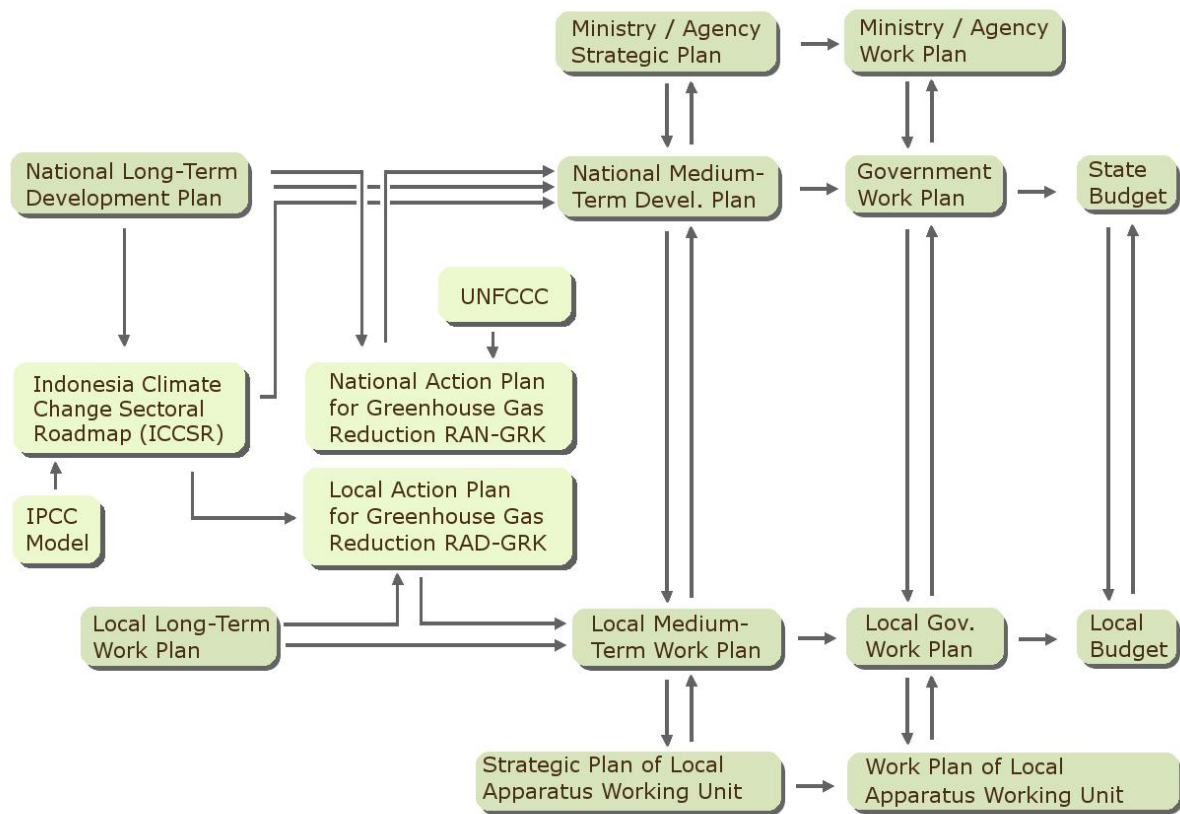 Ministry / Agency
Strategic Plan
Ministry / Agency
Work Plan
National Long-Term
Development Plan
National Medium-
Term Devel. Plan
Government
Work Plan
State
Budget
UNFCCC
Indonesia Climate
Change Sectoral
Roadmap (ICCSR)
National Action Plan
for Greenhouse Gas
Reduction RAN-GRK
IPCC
Model
Local Action Plan
for Greenhouse Gas
Reduction RAD-GRK
Local Long-Term
Work Plan
Local Medium-
Term Work Plan
Local Gov.
Work Plan
Local
Budget
Strategic Plan of Local
Apparatus Working Unit
Work Plan of Local
Apparatus Working Unit